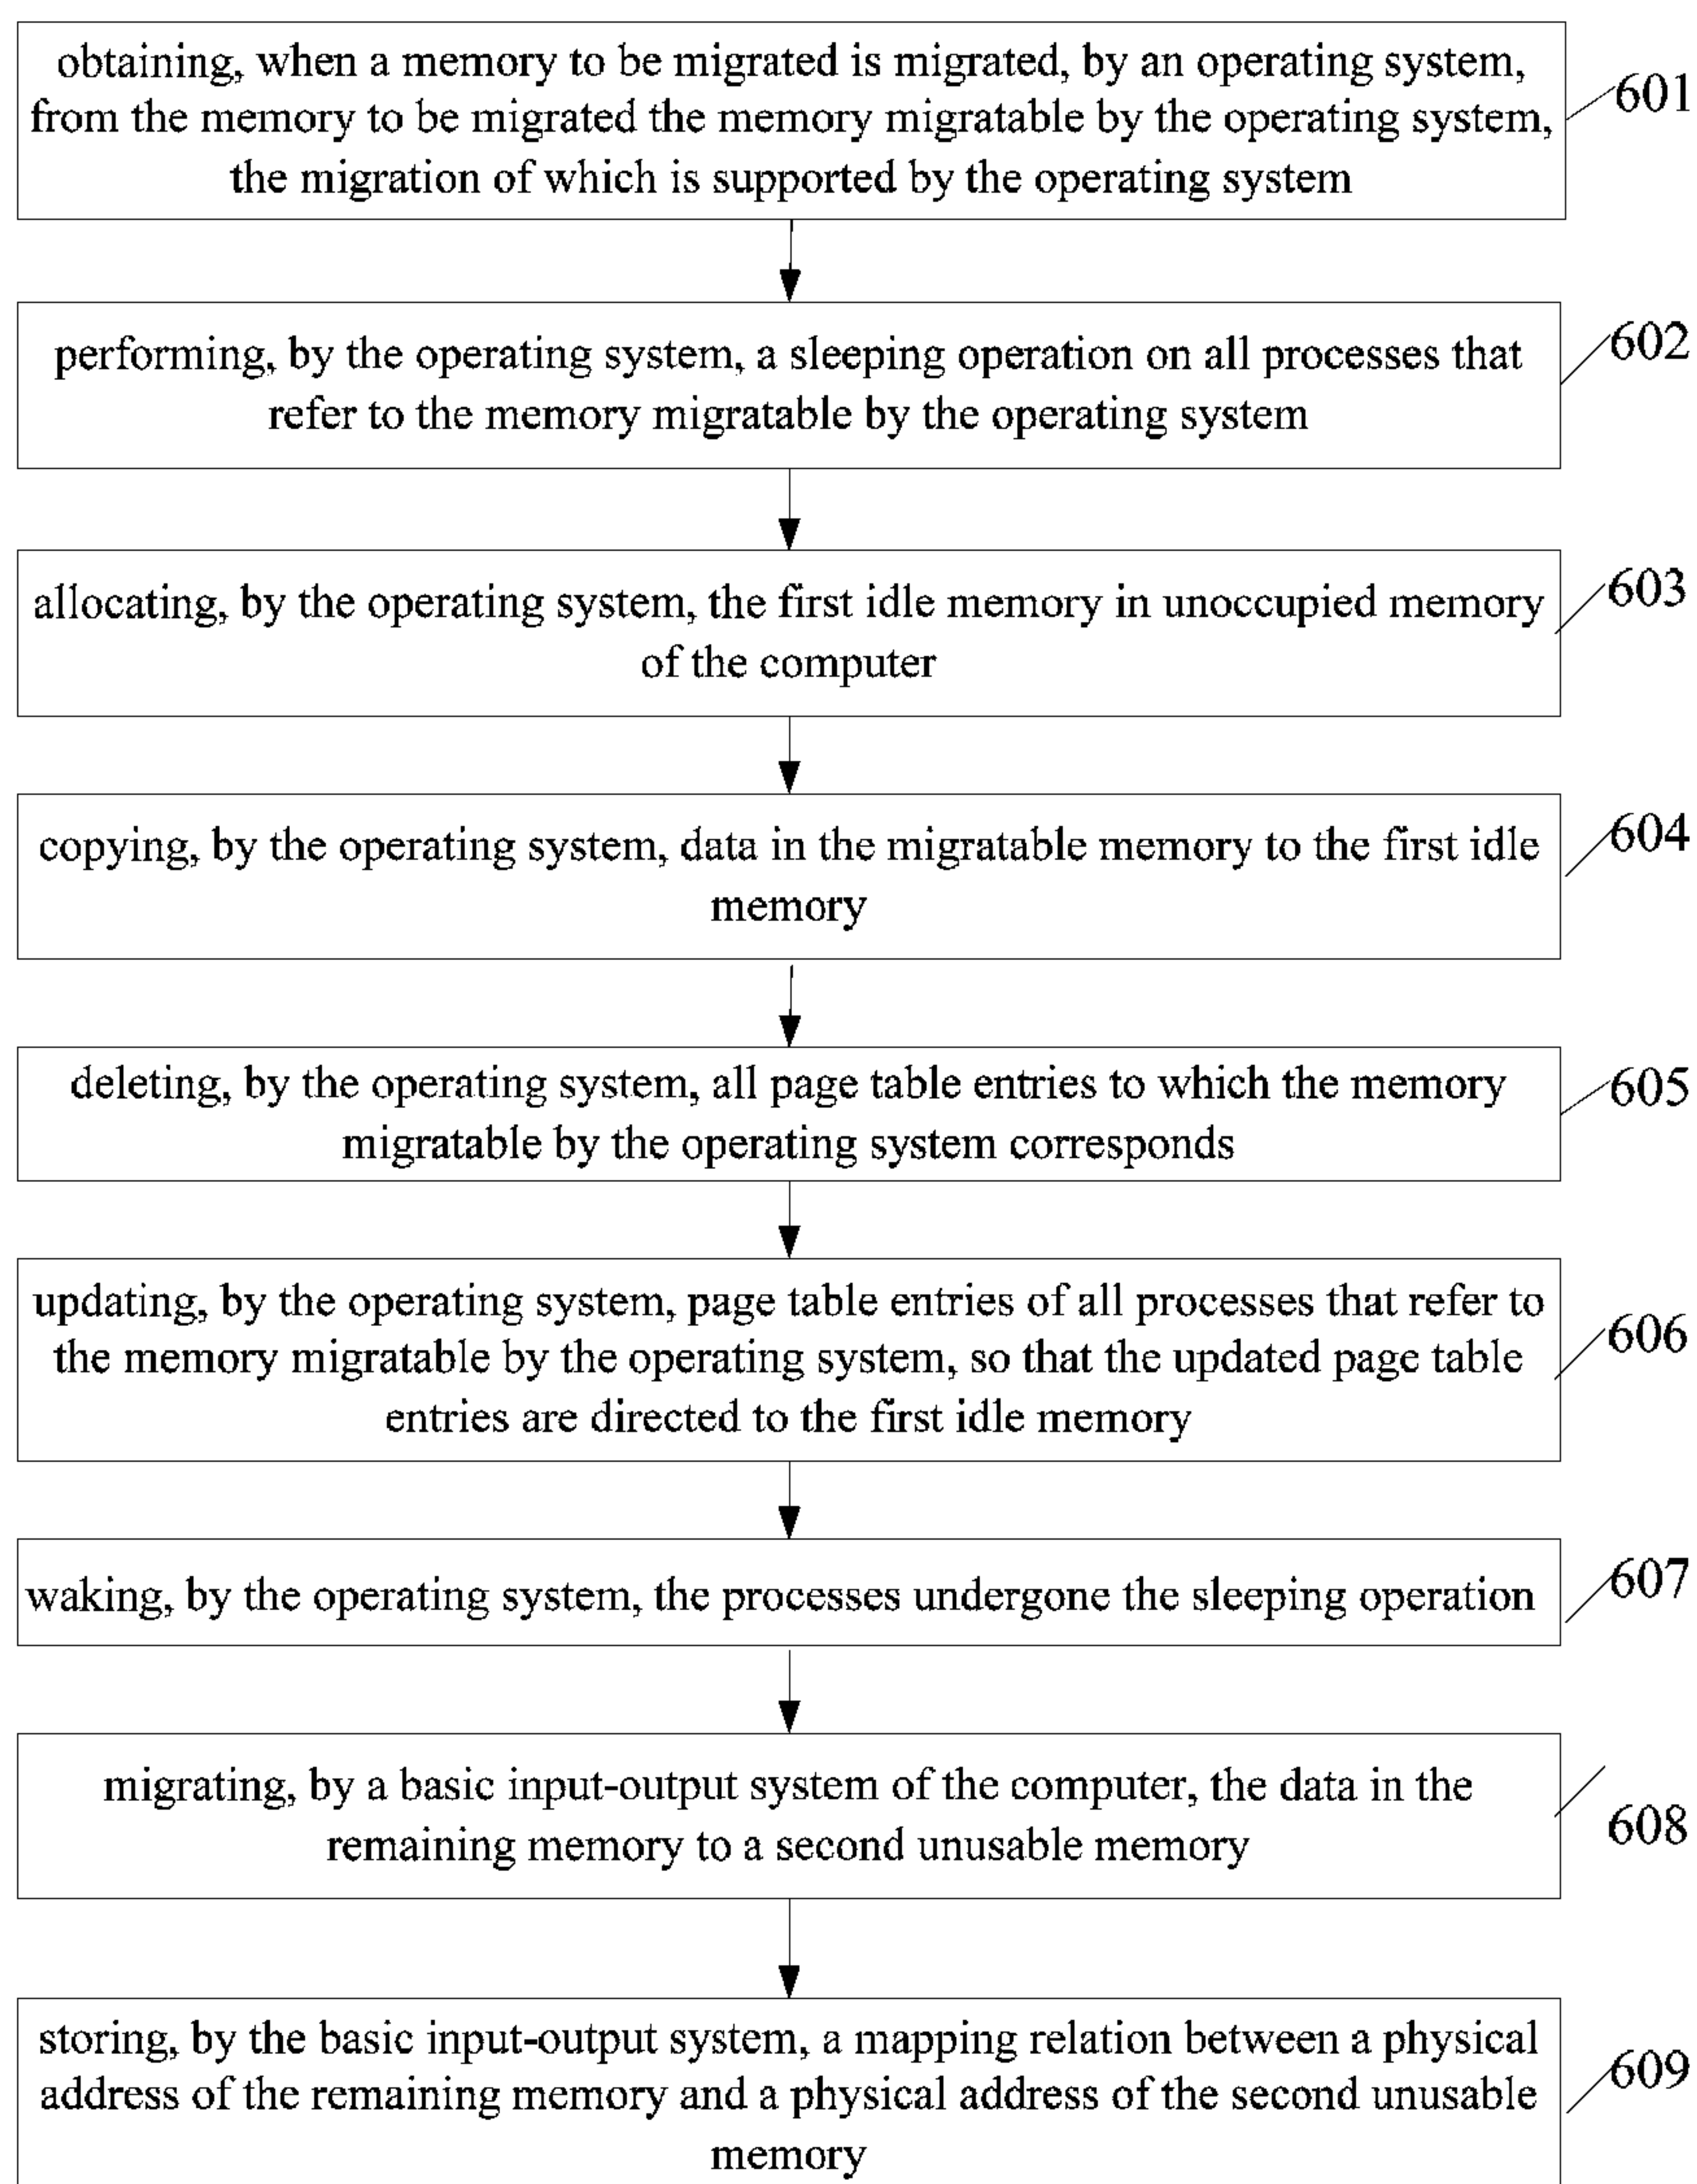 obtaining, when a memory to be migrated is migrated, by an operating system,
from the memory to be migrated the memory migratable by the operating system,
the migration of which is supported by the operating system
601
performing, by the operating system, a sleeping operation on all processes that
refer to the memory migratable by the operating system
602
allocating, by the operating system, the first idle memory in unoccupied memory
of the computer
603
copying, by the operating system, data in the migratable memory to the first idle
memory
604
deleting, by the operating system, all page table entries to which the memory
migratable by the operating system corresponds
605
updating, by the operating system, page table entries of all processes that refer to
the memory migratable by the operating system, so that the updated page table
entries are directed to the first idle memory
606
waking, by the operating system, the processes undergone the sleeping operation
607
migrating, by a basic input-output system of the computer, the data in the
remaining memory to a second unusable memory
608
storing, by the basic input-output system, a mapping relation between a physical
address of the remaining memory and a physical address of the second unusable
memory
609